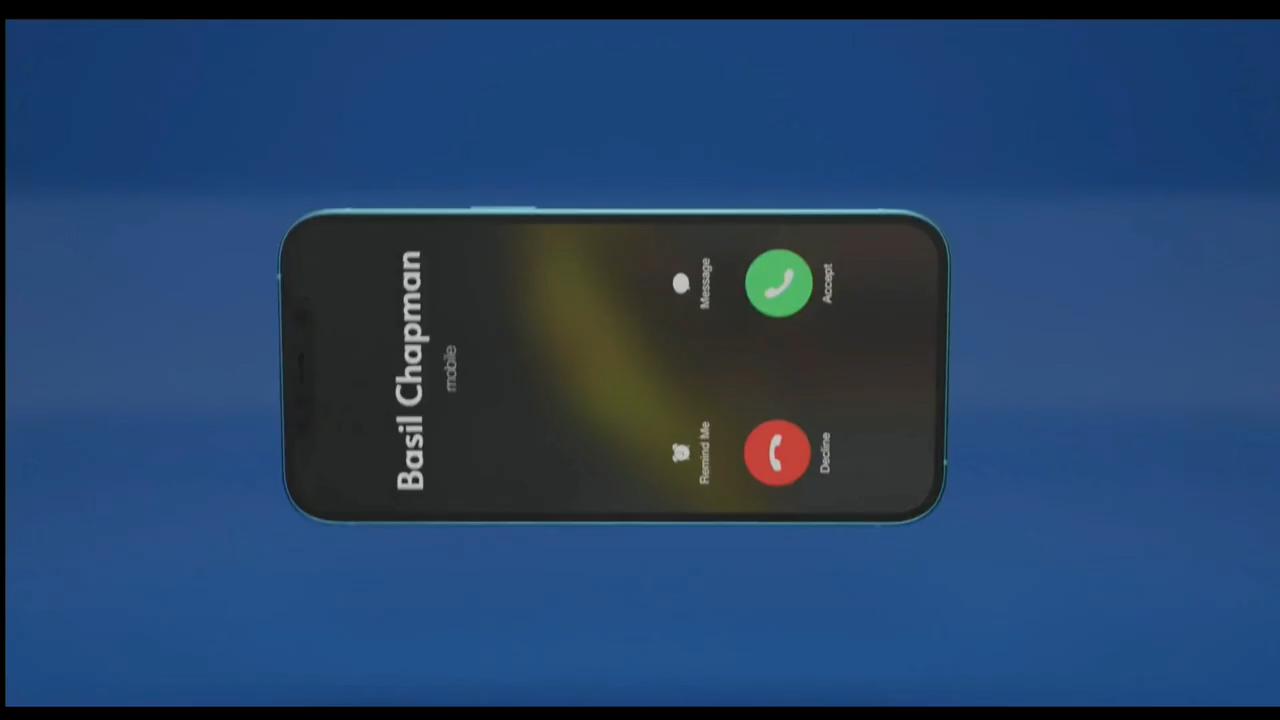 Basil Chapman
mobile
Remind Me
Message
Decline
Accept